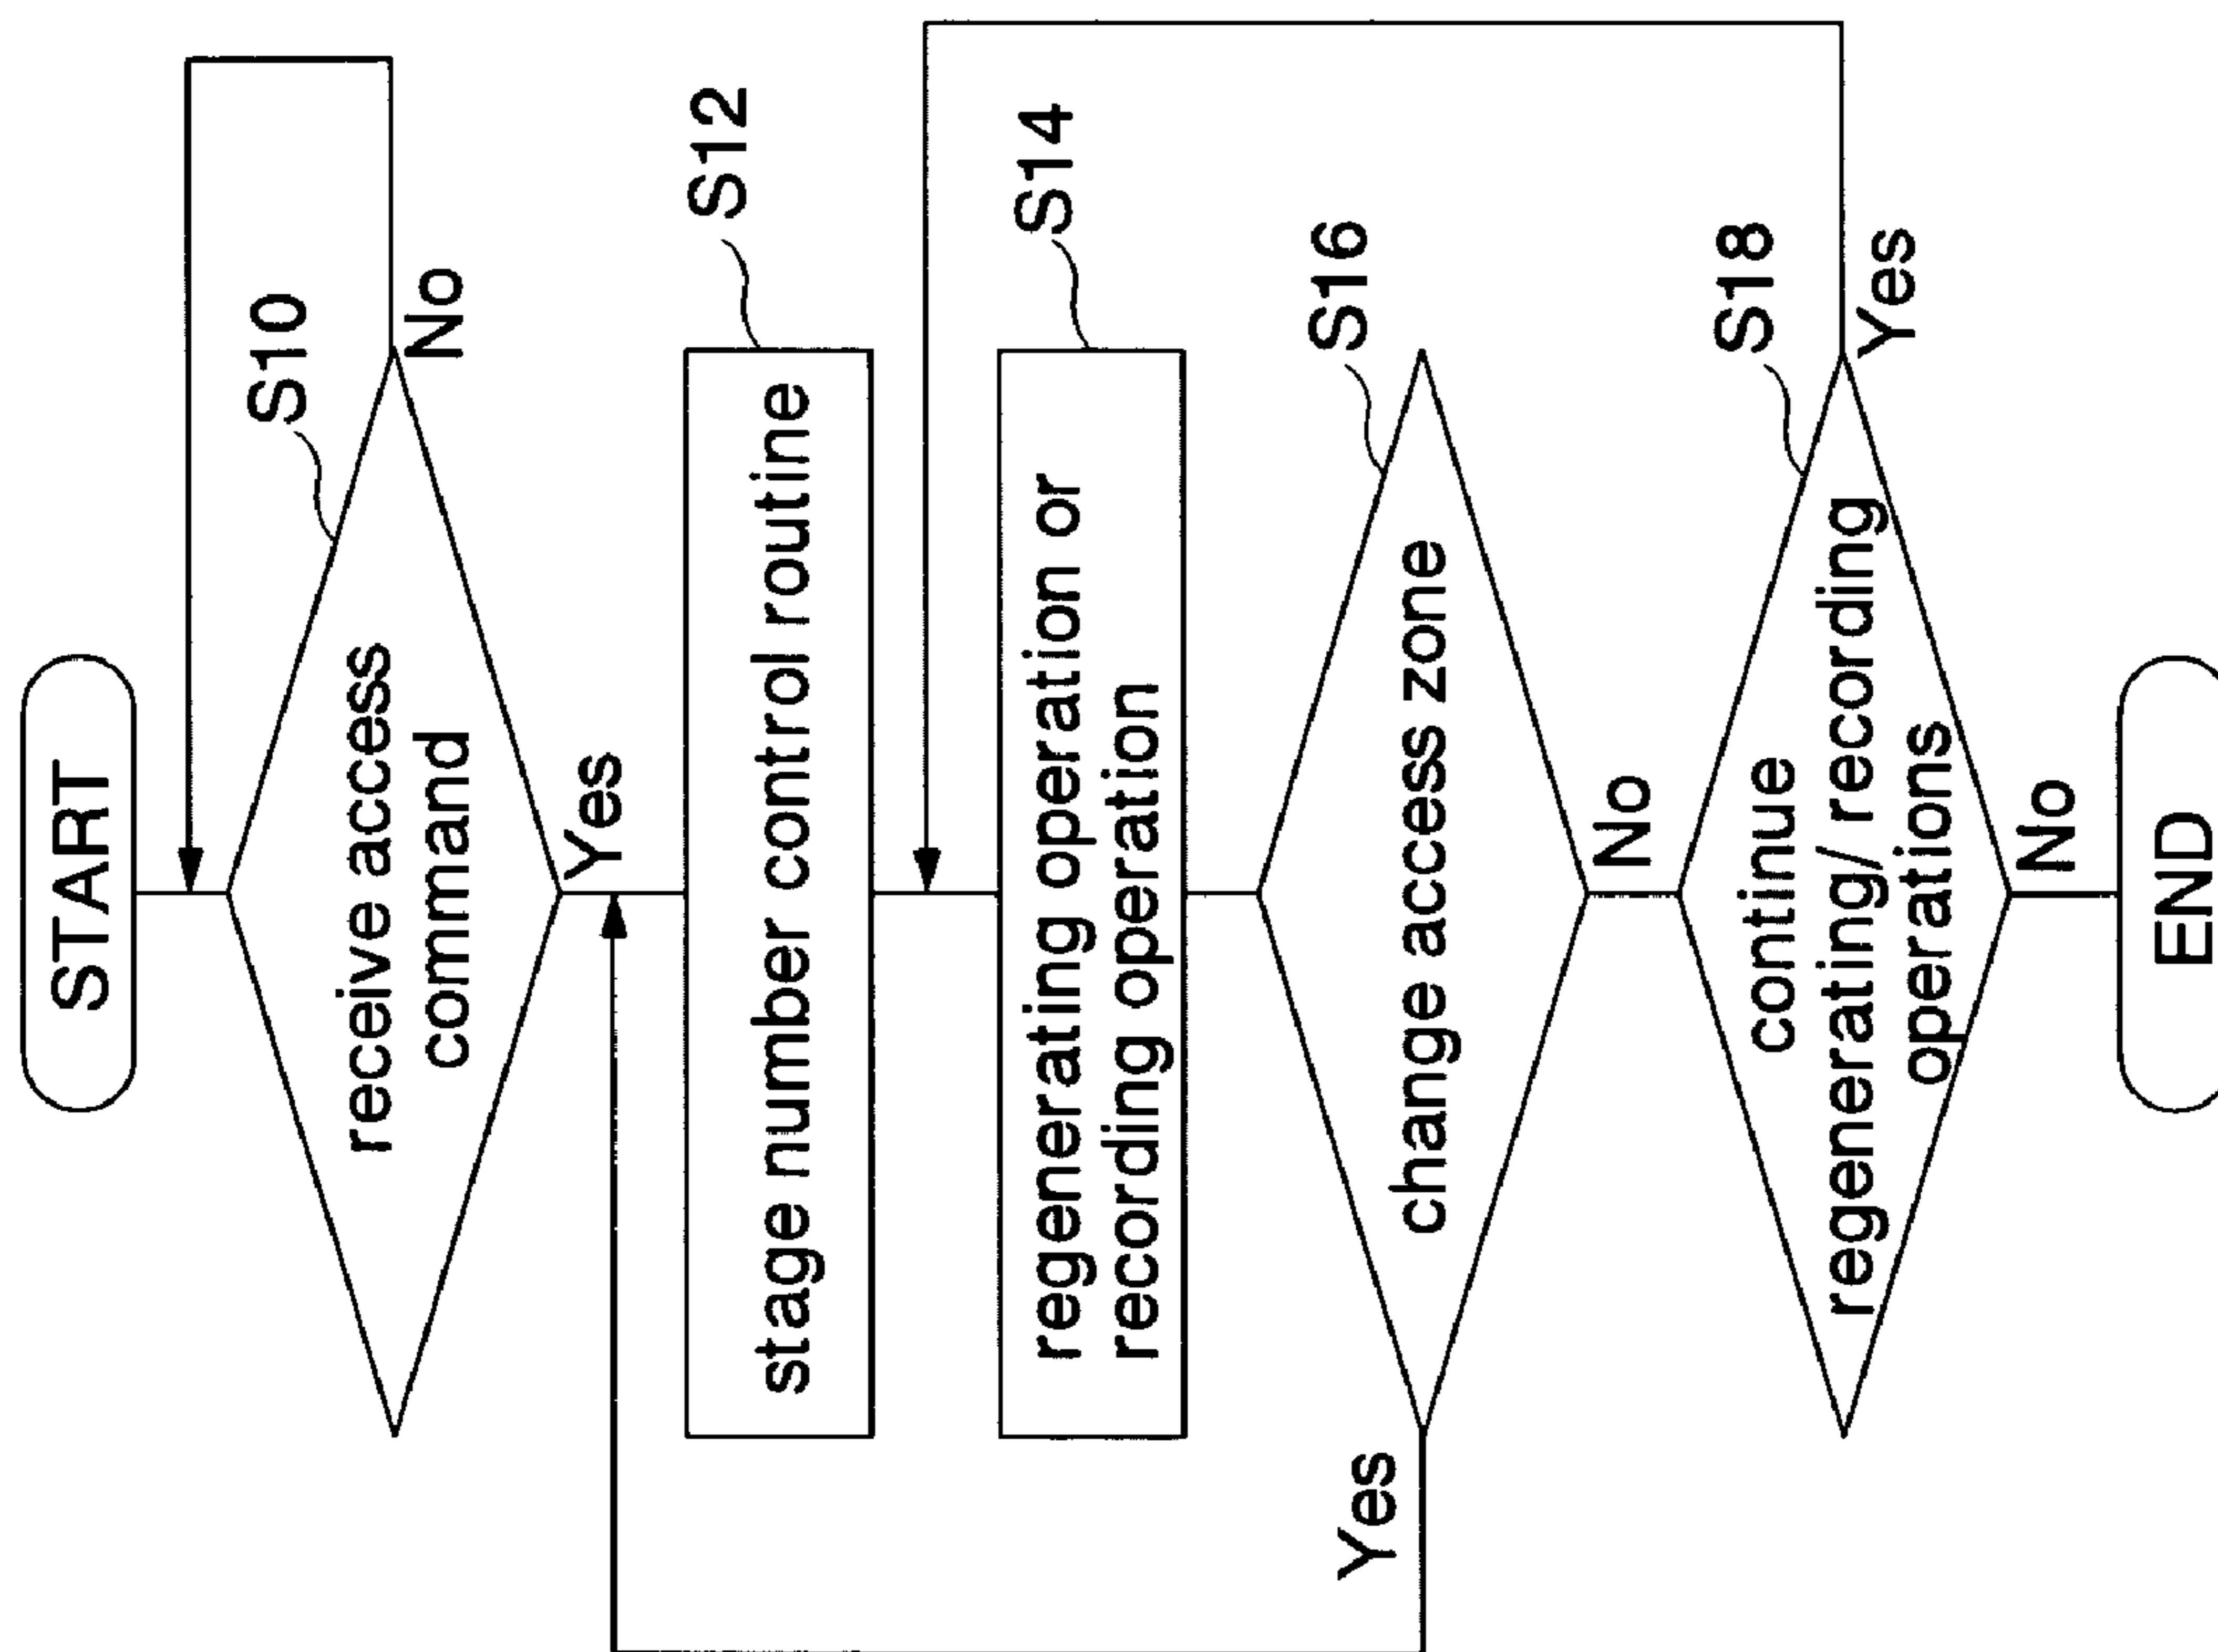 START
S10
receive access
command
No
Yes
S12
stage number control routine
S14
regenerating operation or
recording operation
S16
change access zone
Yes
No
S18
continue
regenerating/ recording
operations
Yes
No
END